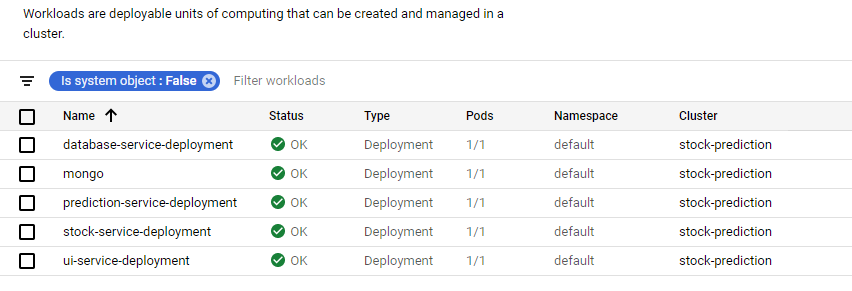 Workloads are deployable units of computing that can be created and managed in a
cluster.
Is system object : False Filter workloads
Name Status Type Pods Namespace Cluster
database-service-deployment OK Deployment 1/1 default stock-prediction
mongo OK Deployment 1/1 default stock-prediction
prediction-service-deployment OK Deployment 1/1 default stock-prediction
stock-service-deployment OK Deployment 1/1 default stock-prediction
ui-service-deployment OK Deployment 1/1 default stock-prediction